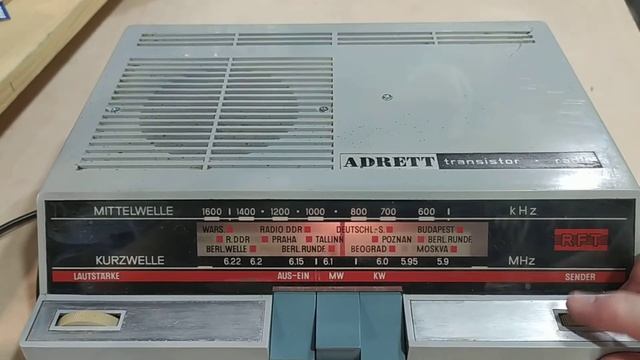 ADRETT transistor · radio
MITTELWELLE 1600 1400 · 1200 · 1000 · 800 700 600 kHz
WARS. RADIO DDR DEUTSCHL-S. BUDAPEST
R.DDR PRAHA TALLINN POZNAN BERL.RUNDF.
BERL.WELLE BERL.RUNDF. BEOGRAD MOSKVA
RFT
KURZWELLE 6.22 6.2 6.15 6.1 6.0 5.95 5.9 MHz
LAUTSTÄRKE AUS-EIN MW KW SENDER